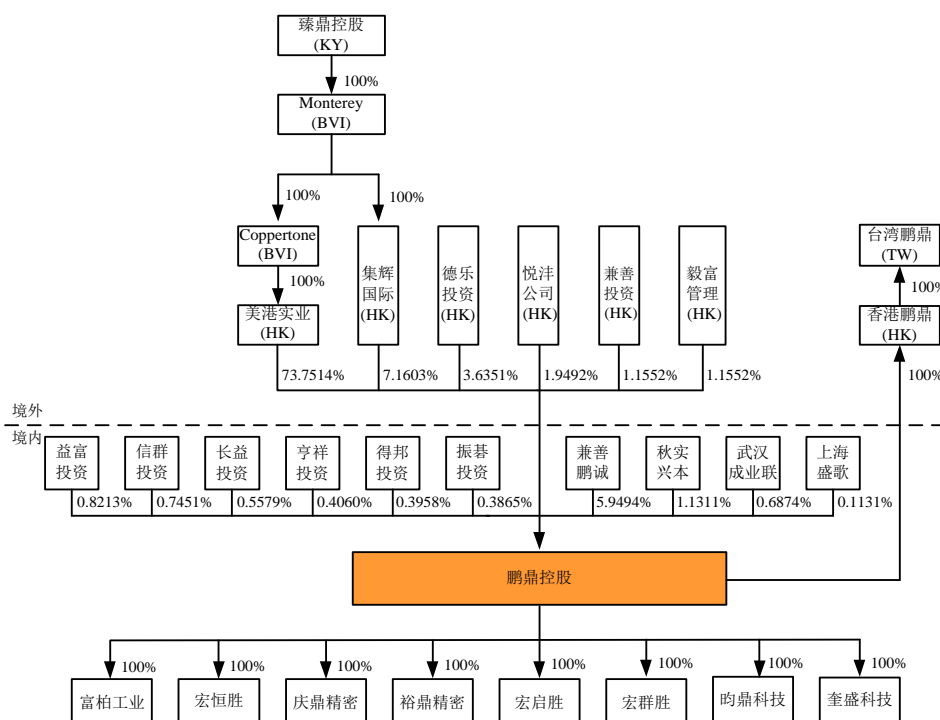 臻鼎控股
(KY)
100%
Monterey
(BVI)
100%
100%
Coppertone
(BVI)
100%
美港实业
(HK)
集辉
国际
(HK)
德乐
投资
(HK)
悦沣
公司
(HK)
兼善
投资
(HK)
毅富
管理
(HK)
台湾鹏鼎
(TW)
100%
香港鹏鼎
(HK)
100%
73.7514%
7.1603%
3.6351%
1.9492%
1.1552%
1.1552%
境外
境内
益富
投资
信群
投资
长益
投资
亨祥
投资
得邦
投资
振碁
投资
兼善
鹏诚
秋实
兴本
武汉
成业联
上海
盛歌
0.8213%
0.7451%
0.5579%
0.4060%
0.3958%
0.3865%
5.9494%
1.1311%
0.6874%
0.1131%
鹏鼎控股
100%
100%
100%
100%
100%
100%
100%
100%
富柏工业
宏恒胜
庆鼎精密
裕鼎精密
宏启胜
宏群胜
昀鼎科技
奎盛科技